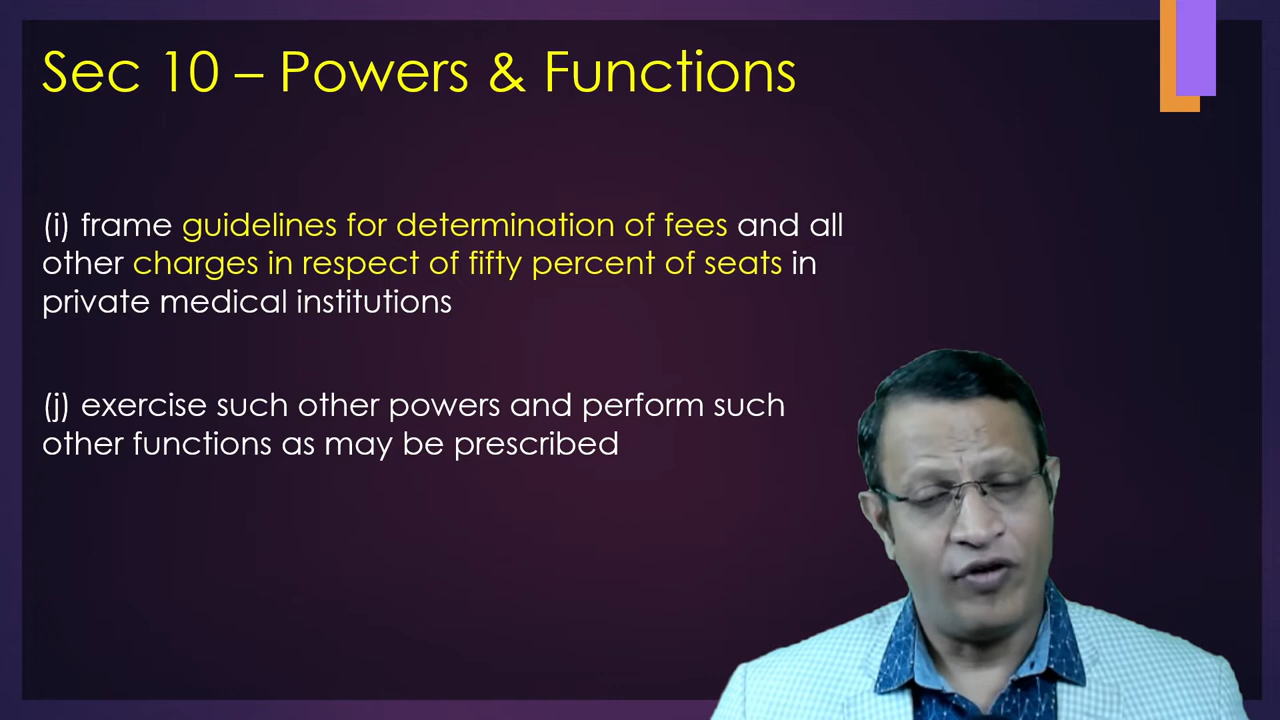 Sec 10 – Powers & Functions
(i) frame guidelines for determination of fees and all
other charges in respect of fifty percent of seats in
private medical institutions
(j) exercise such other powers and perform such
other functions as may be prescribed